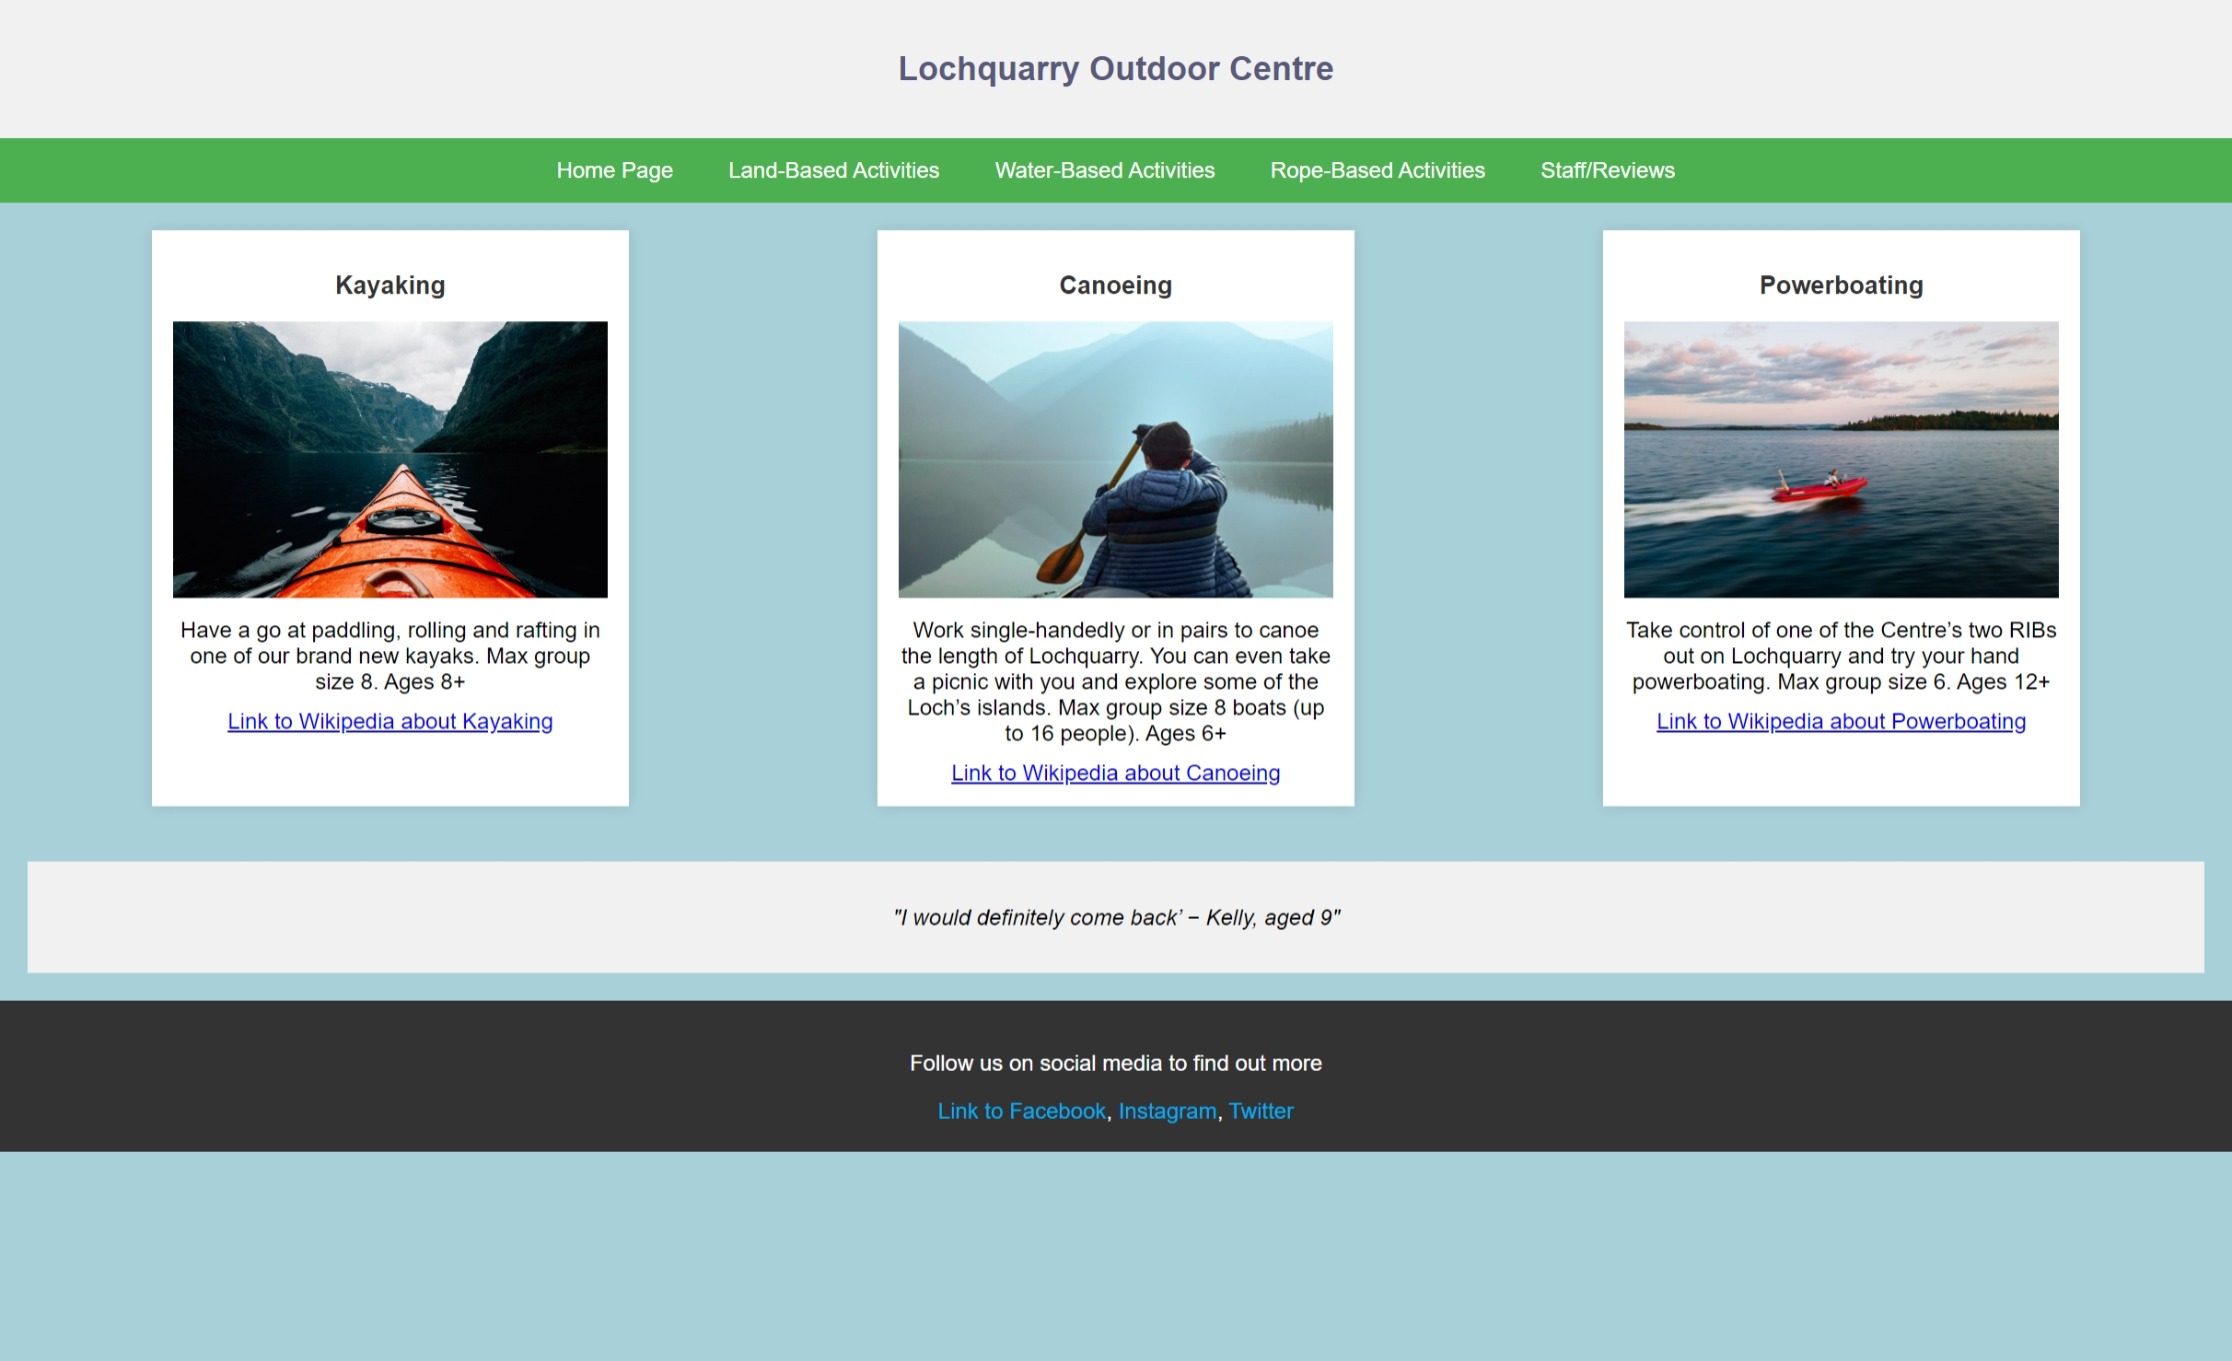 Lochquarry Outdoor Centre
Home Page Land-Based Activities Water-Based Activities Rope-Based Activities Staff/Reviews
Kayaking
Have a go at paddling, rolling and rafting in
one of our brand new kayaks. Max group
size 8. Ages 8+
Link to Wikipedia about Kayaking
Canoeing
Work single-handedly or in pairs to canoe
the length of Lochquarry. You can even take
a picnic with you and explore some of the
Loch’s islands. Max group size 8 boats (up
to 16 people). Ages 6+
Link to Wikipedia about Canoeing
Powerboating
Take control of one of the Centre’s two RIBs
out on Lochquarry and try your hand
powerboating. Max group size 6. Ages 12+
Link to Wikipedia about Powerboating
"I would definitely come back’ – Kelly, aged 9"
Follow us on social media to find out more
Link to Facebook, Instagram, Twitter